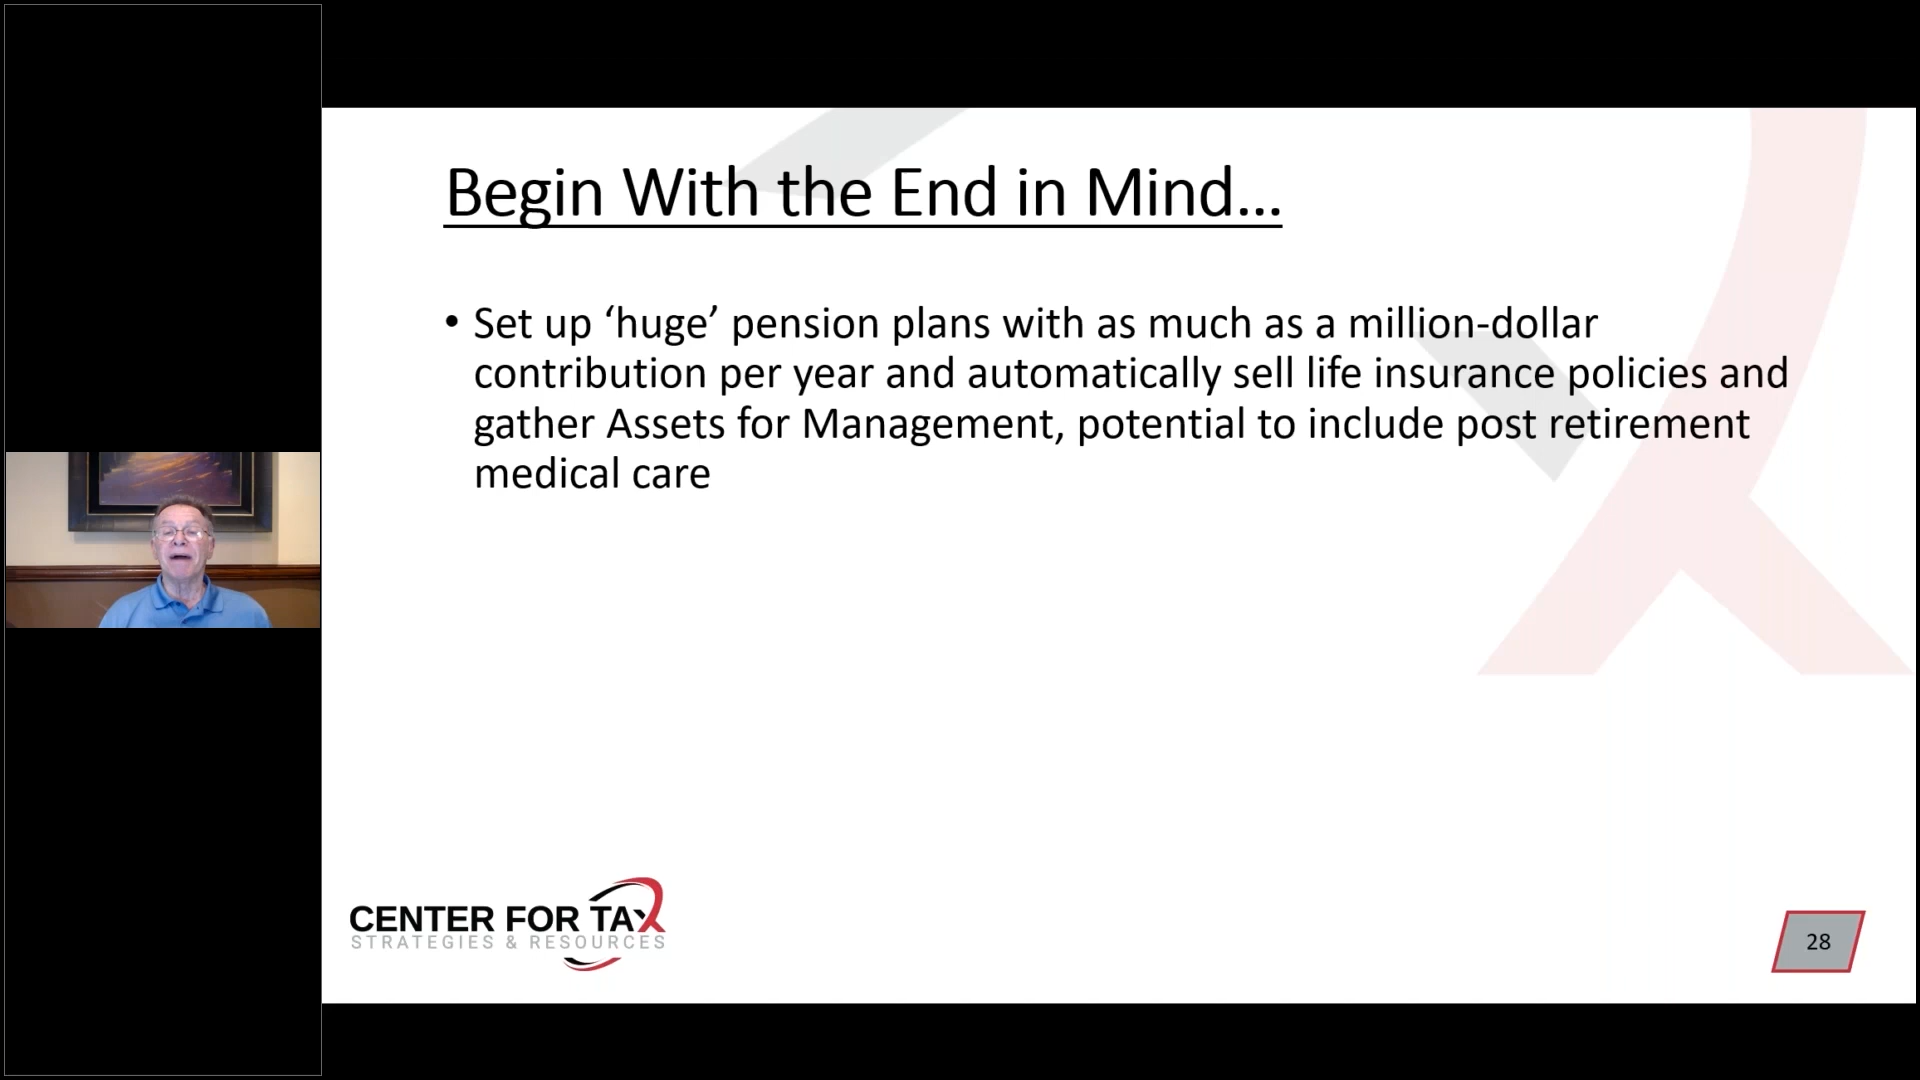 Begin With the End in Mind...
• Set up ‘huge’ pension plans with as much as a million-dollar
contribution per year and automatically sell life insurance policies and
gather Assets for Management, potential to include post retirement
medical care
CENTER FOR TAX
STRATEGIES & RESOURCES
28